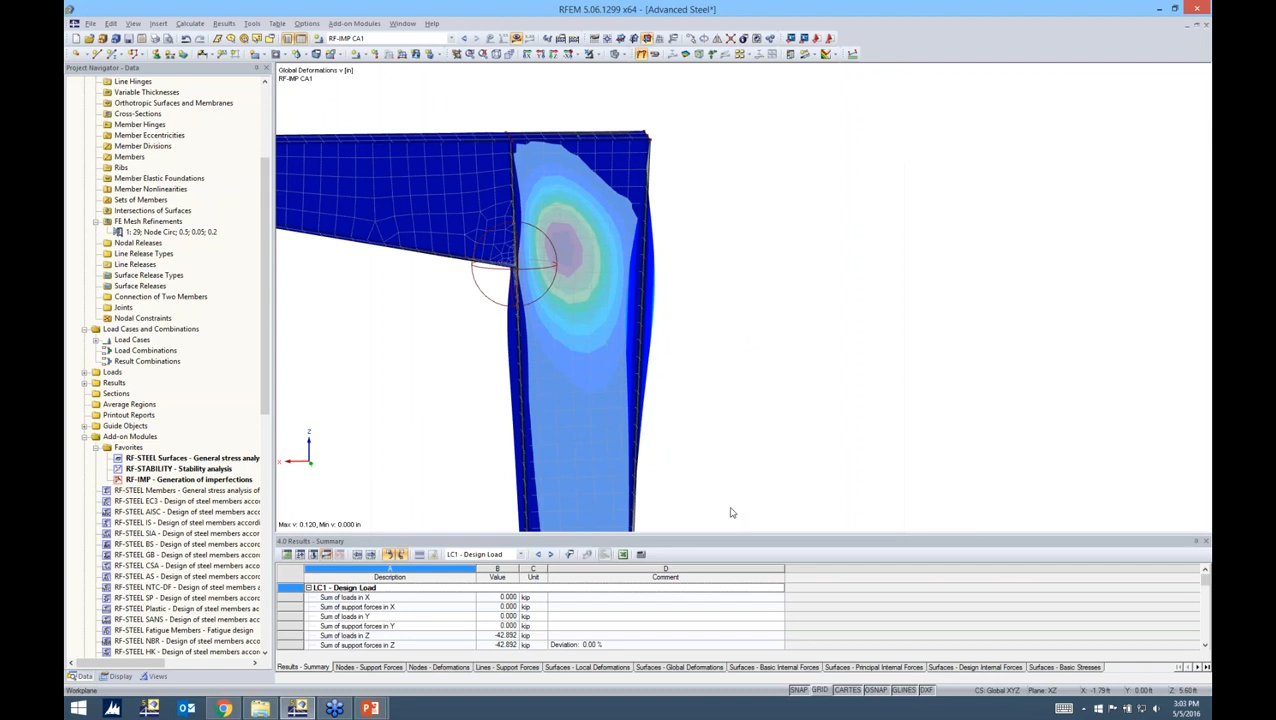 RFEM 5.06.1299 x64 - [Advanced Steel*]
File Edit View Insert Calculate Results Tools Table Options Add-on Modules Window Help
RF-IMP CA1
Project Navigator - Data
Line Hinges
Variable Thicknesses
Orthotropic Surfaces and Membranes
Cross-Sections
Member Hinges
Member Eccentricities
Member Divisions
Members
Ribs
Member Elastic Foundations
Member Nonlinearities
Sets of Members
Intersections of Surfaces
FE Mesh Refinements
1: 29; Node Circ; 0.5; 0.05; 0.2
Nodal Releases
Line Release Types
Line Releases
Surface Release Types
Surface Releases
Connection of Two Members
Joints
Nodal Constraints
Load Cases and Combinations
Load Cases
Load Combinations
Result Combinations
Loads
Results
Sections
Average Regions
Printout Reports
Guide Objects
Add-on Modules
Favorites
RF-STEEL Surfaces - General stress analy
RF-STABILITY - Stability analysis
RF-IMP - Generation of imperfections
RF-STEEL Members - General stress analysis of
RF-STEEL EC3 - Design of steel members accor
RF-STEEL AISC - Design of steel members acco
RF-STEEL IS - Design of steel members accordi
RF-STEEL SIA - Design of steel members accor
RF-STEEL BS - Design of steel members accord
RF-STEEL GB - Design of steel members accord
RF-STEEL CSA - Design of steel members acco
RF-STEEL AS - Design of steel members accord
RF-STEEL NTC-DF - Design of steel members a
RF-STEEL SP - Design of steel members accord
RF-STEEL Plastic - Design of steel members acc
RF-STEEL SANS - Design of steel members acc
RF-STEEL Fatigue Members - Fatigue design
RF-STEEL NBR - Design of steel members acco
RF-STEEL HK - Design of steel members accor
Data Display Views
Global Deformations v [in]
RF-IMP CA1
Z
X
Max v: 0.120, Min v: 0.000 in
4.0 Results - Summary
LC1 - Design Load
A B C D
Description Value Unit Comment
LC1 - Design Load
Sum of loads in X 0.000 kip
Sum of support forces in X 0.000 kip
Sum of loads in Y 0.000 kip
Sum of support forces in Y 0.000 kip
Sum of loads in Z -42.892 kip
Sum of support forces in Z -42.892 kip Deviation: 0.00 %
Results - Summary Nodes - Support Forces Nodes - Deformations Lines - Support Forces Surfaces - Local Deformations Surfaces - Global Deformations Surfaces - Basic Internal Forces Surfaces - Principal Internal Forces Surfaces - Design Internal Forces Surfaces - Basic Stresses
Workplane
SNAP GRID CARTES OSNAP GLINES DXF CS: Global XYZ Plane: XZ X: -1.79ft Y: 0.00ft Z: 5.60ft
3:03 PM
5/5/2016